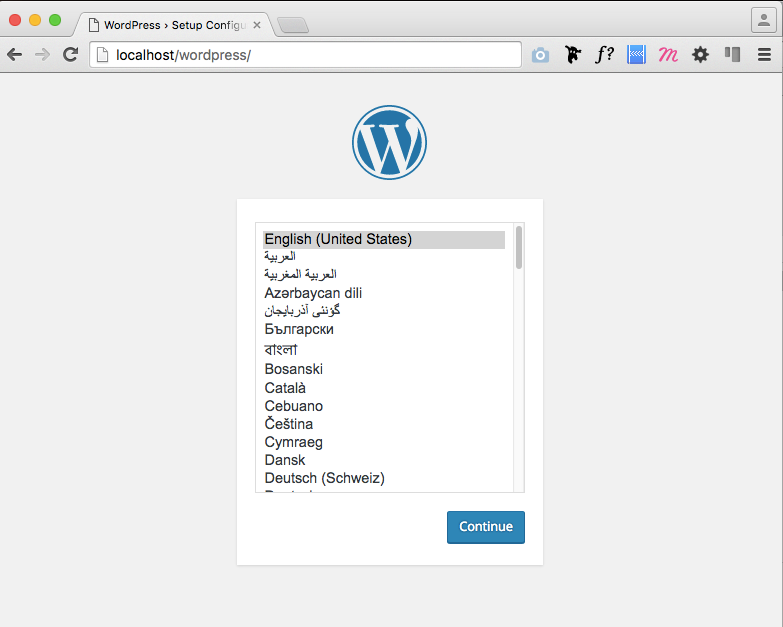 WordPress › Setup Configu
localhost/wordpress/
f?
m
W
English (United States)
العربية
العربية المغربية
Azərbaycan dili
گؤنئی آذربایجان
Български
বাংলা
Bosanski
Català
Cebuano
Čeština
Cymraeg
Dansk
Deutsch (Schweiz)
Continue